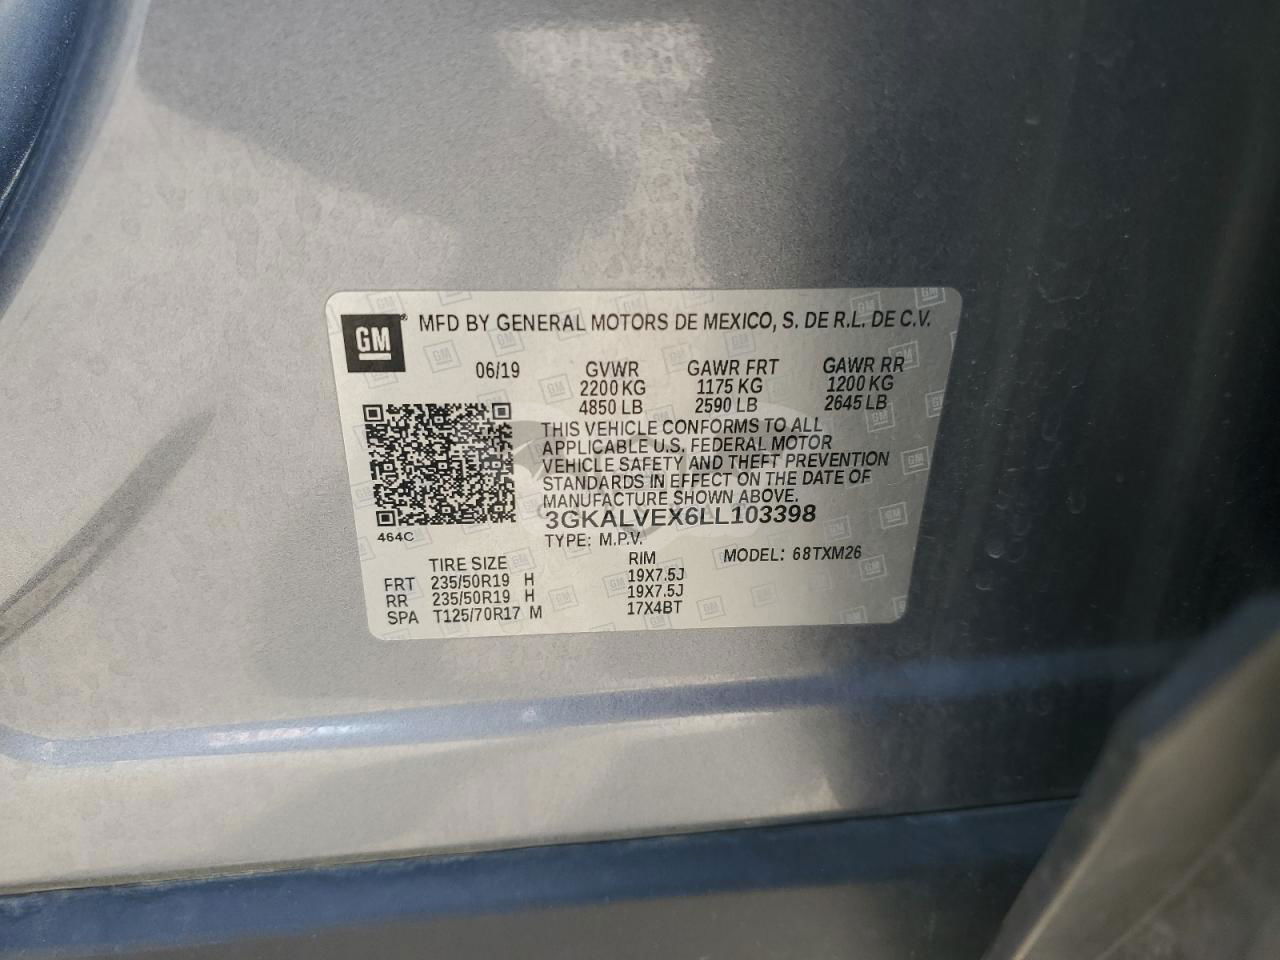 GM
MFD BY GENERAL MOTORS DE MEXICO, S. DE R.L. DE C.V.
06/19 GVWR GAWR FRT GAWR RR
2200 KG 1175 KG 1200 KG
4850 LB 2590 LB 2645 LB
THIS VEHICLE CONFORMS TO ALL
APPLICABLE U.S. FEDERAL MOTOR
VEHICLE SAFETY AND THEFT PREVENTION
STANDARDS IN EFFECT ON THE DATE OF
MANUFACTURE SHOWN ABOVE.
3GKALVEX6LL103398
464C
TYPE: M.P.V. MODEL: 68TXM26
TIRE SIZE RIM
FRT 235/50R19 H 19X7.5J
RR 235/50R19 H 19X7.5J
SPA T125/70R17 M 17X4BT